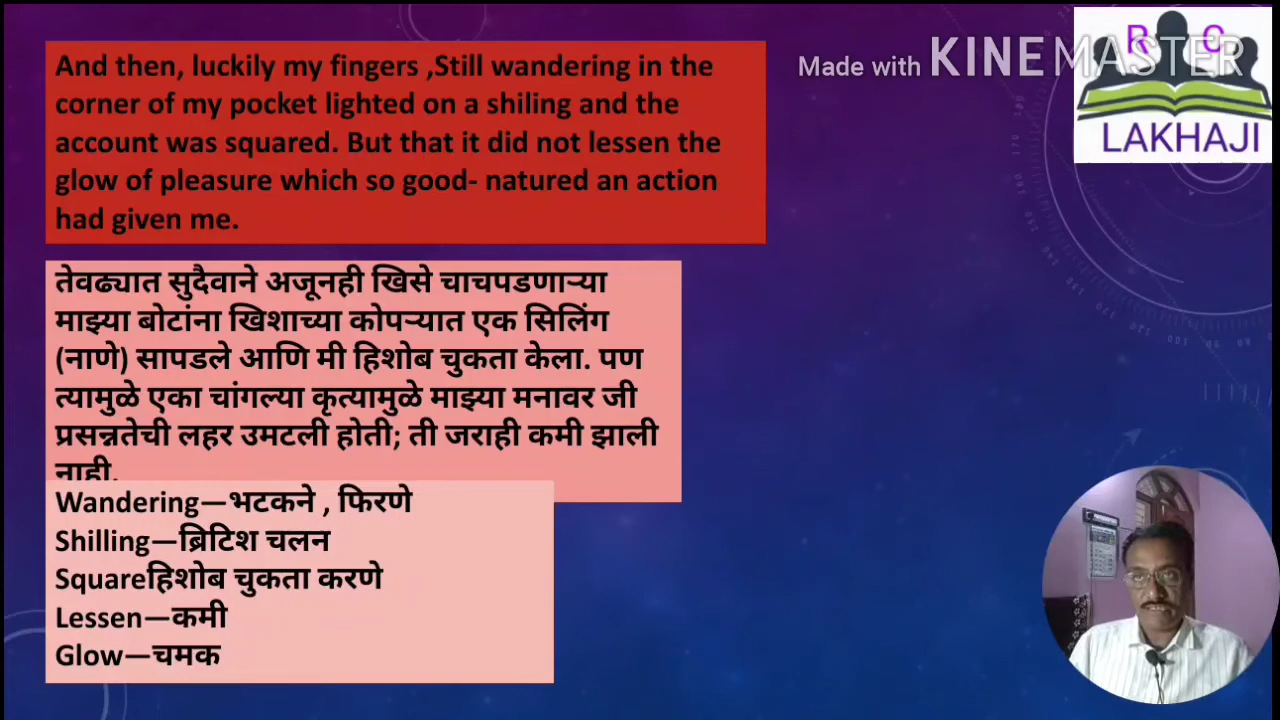 And then, luckily my fingers ,Still wandering in the
corner of my pocket lighted on a shiling and the
account was squared. But that it did not lessen the
glow of pleasure which so good- natured an action
had given me.
Made with KINEMASTER
R C
LAKHAJI
तेवढ्यात सुदैवाने अजूनही खिसे चाचपडणाऱ्या
माझ्या बोटांना खिशाच्या कोपऱ्यात एक सिलिंग
(नाणे) सापडले आणि मी हिशोब चुकता केला. पण
त्यामुळे एका चांगल्या कृत्यामुळे माझ्या मनावर जी
प्रसन्नतेची लहर उमटली होती; ती जराही कमी झाली
नाही.
Wandering—भटकने , फिरणे
Shilling—ब्रिटिश चलन
Squareहिशोब चुकता करणे
Lessen—कमी
Glow—चमक